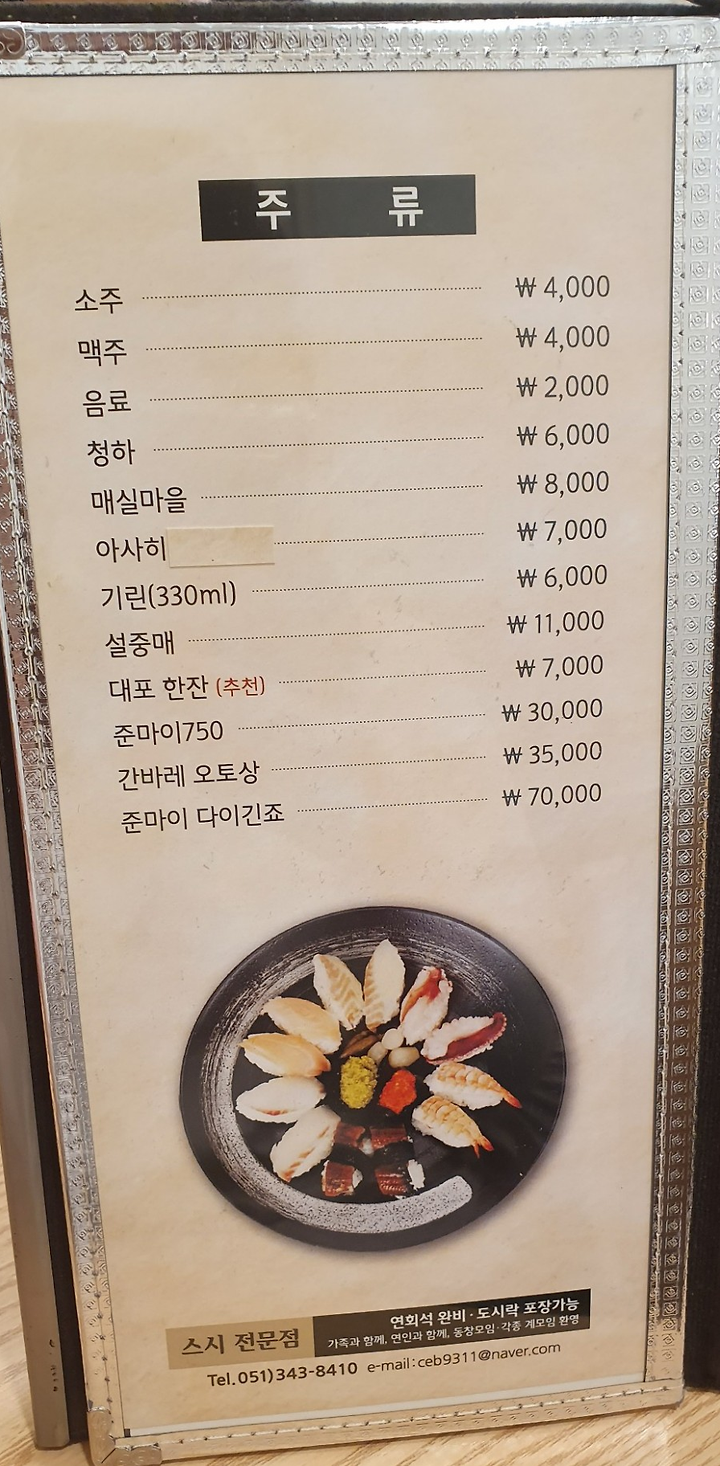 주 류
소주 ₩ 4,000
맥주 ₩ 4,000
음료 ₩ 2,000
청하 ₩ 6,000
매실마을 ₩ 8,000
아사히 ₩ 7,000
기린(330ml) ₩ 6,000
설중매 ₩ 11,000
대포 한잔 (추천) ₩ 7,000
준마이750 ₩ 30,000
간바레 오토상 ₩ 35,000
준마이 다이긴죠 ₩ 70,000
스시 전문점
연회석 완비·도시락 포장가능
가족과 함께, 연인과 함께, 동창모임·각종 계모임 환영
Tel.051)343-8410 e-mail:ceb9311@naver.com